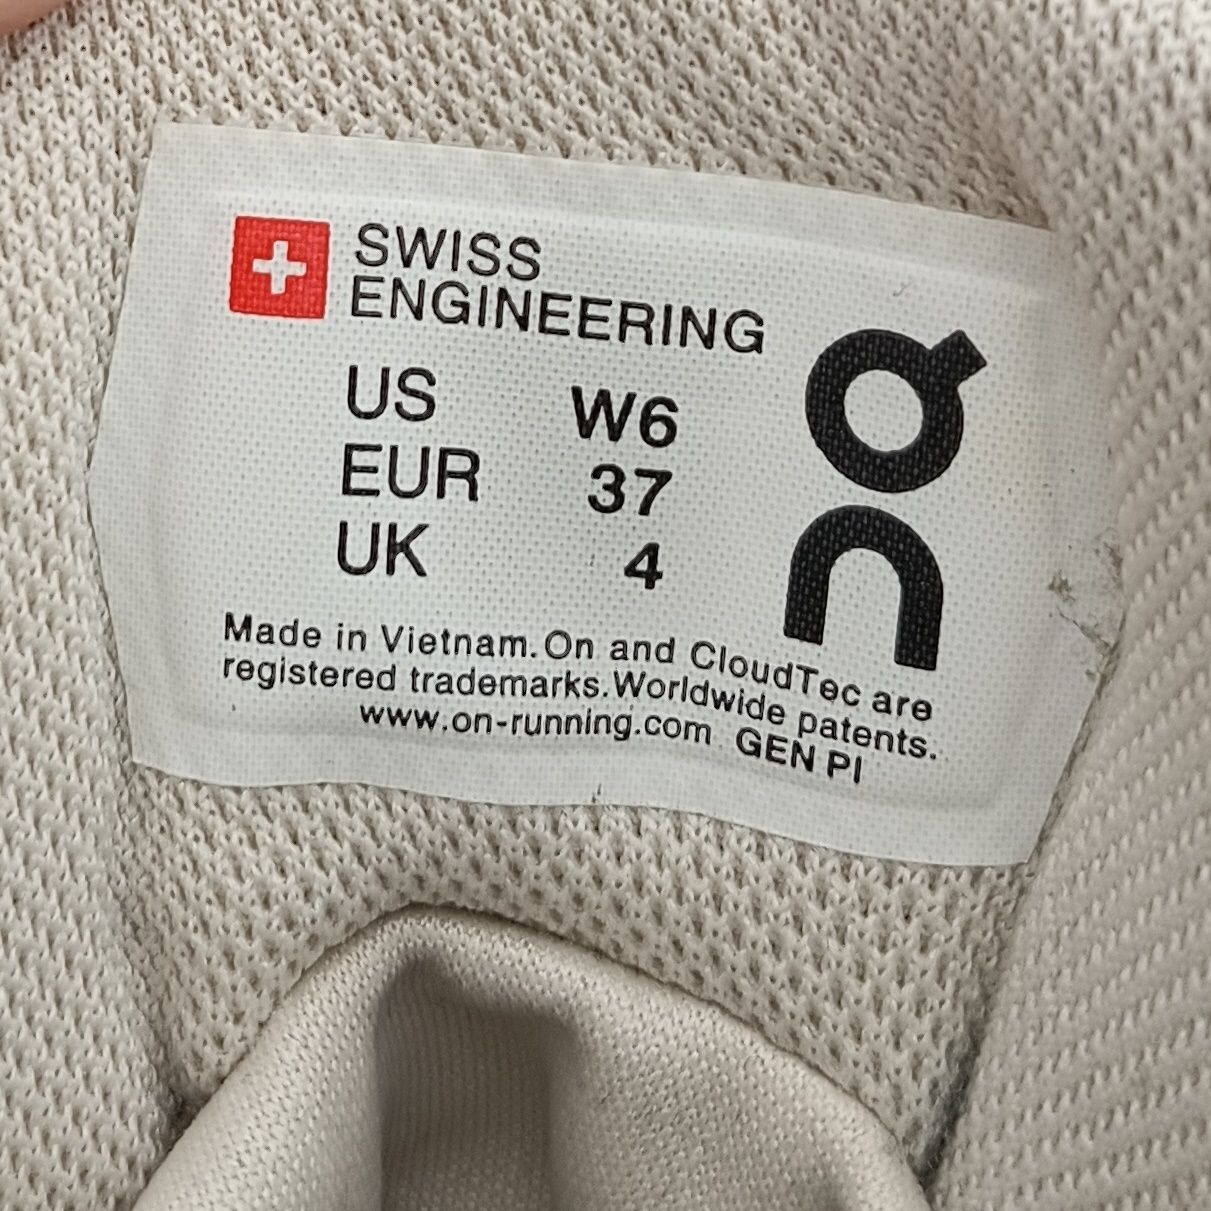 SWISS
ENGINEERING
US W6
EUR 37
UK 4
On
Made in Vietnam. On and CloudTec are
registered trademarks. Worldwide patents.
www.on-running.com GEN PI